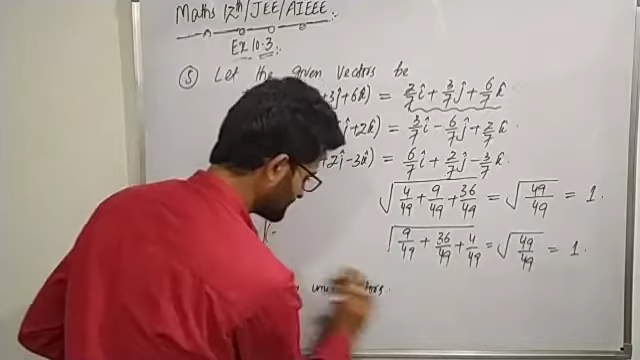 Maths 12th/JEE/AIEEE:-
Ex 10.3:-
⑤ Let the given vectors be
+3ĵ+6k̂) = 2/7 î + 3/7 ĵ + 6/7 k̂
ĵ+2k̂) = 3/7 î - 6/7 ĵ + 2/7 k̂
+2ĵ-3k̂) = 6/7 î + 2/7 ĵ - 3/7 k̂
√(4/49 + 9/49 + 36/49) = √(49/49) = 1.
√(9/49 + 36/49 + 4/49) = √(49/49) = 1.